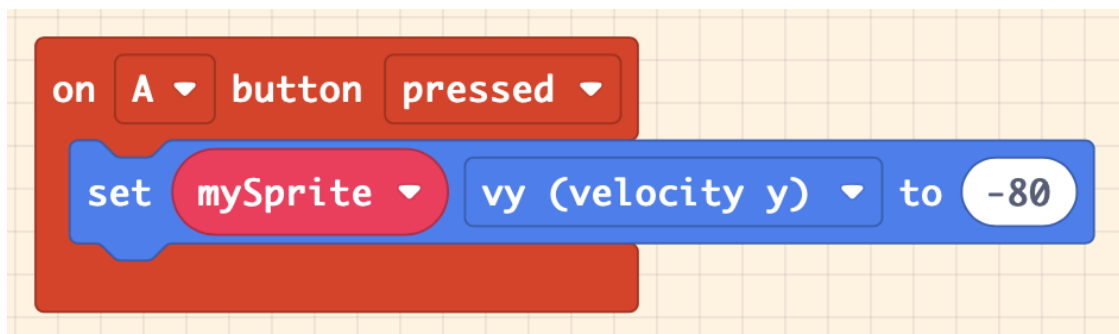 on A button pressed
set mySprite vy (velocity y) to -80